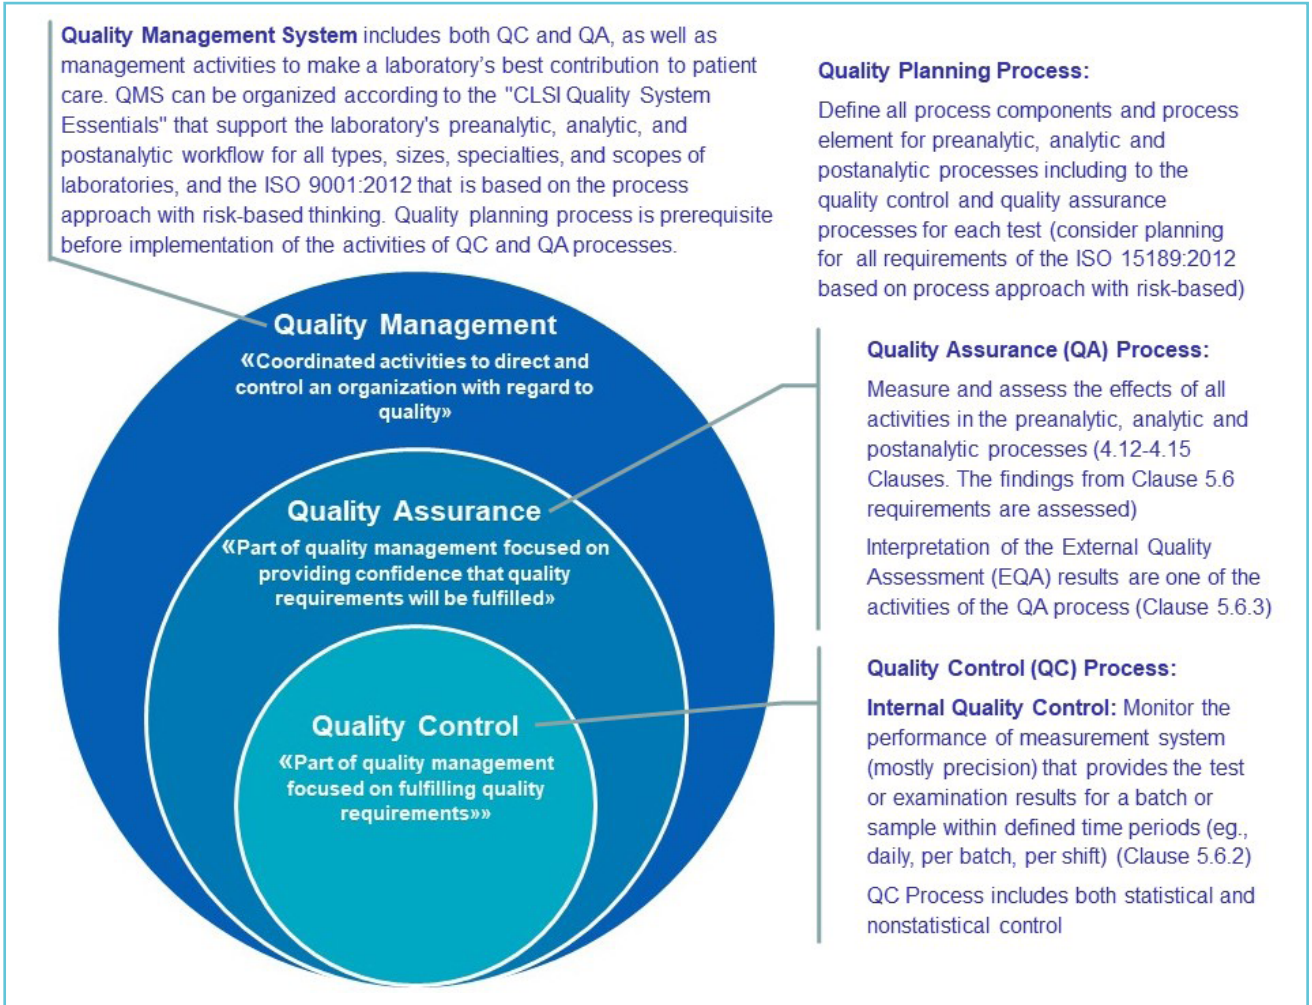 Quality Management System includes both QC and QA, as well as
management activities to make a laboratory's best contribution to patient
care. QMS can be organized according to the "CLSI Quality System
Essentials" that support the laboratory's preanalytic, analytic, and
postanalytic workflow for all types, sizes, specialties, and scopes of
laboratories, and the ISO 9001:2012 that is based on the process
approach with risk-based thinking. Quality planning process is prerequisite
before implementation of the activities of QC and QA processes.
Quality Management
«Coordinated activities to direct and
control an organization with regard to
quality»
Quality Assurance
«Part of quality management focused on
providing confidence that quality
requirements will be fulfilled»
Quality Control
«Part of quality management
focused on fulfilling quality
requirements»»
Quality Planning Process:
Define all process components and process
element for preanalytic, analytic and
postanalytic processes including to the
quality control and quality assurance
processes for each test (consider planning
for all requirements of the ISO 15189:2012
based on process approach with risk-based)
Quality Assurance (QA) Process:
Measure and assess the effects of all
activities in the preanalytic, analytic and
postanalytic processes (4.12-4.15
Clauses. The findings from Clause 5.6
requirements are assessed)
Interpretation of the External Quality
Assessment (EQA) results are one of the
activities of the QA process (Clause 5.6.3)
Quality Control (QC) Process:
Internal Quality Control: Monitor the
performance of measurement system
(mostly precision) that provides the test
or examination results for a batch or
sample within defined time periods (eg.,
daily, per batch, per shift) (Clause 5.6.2)
QC Process includes both statistical and
nonstatistical control